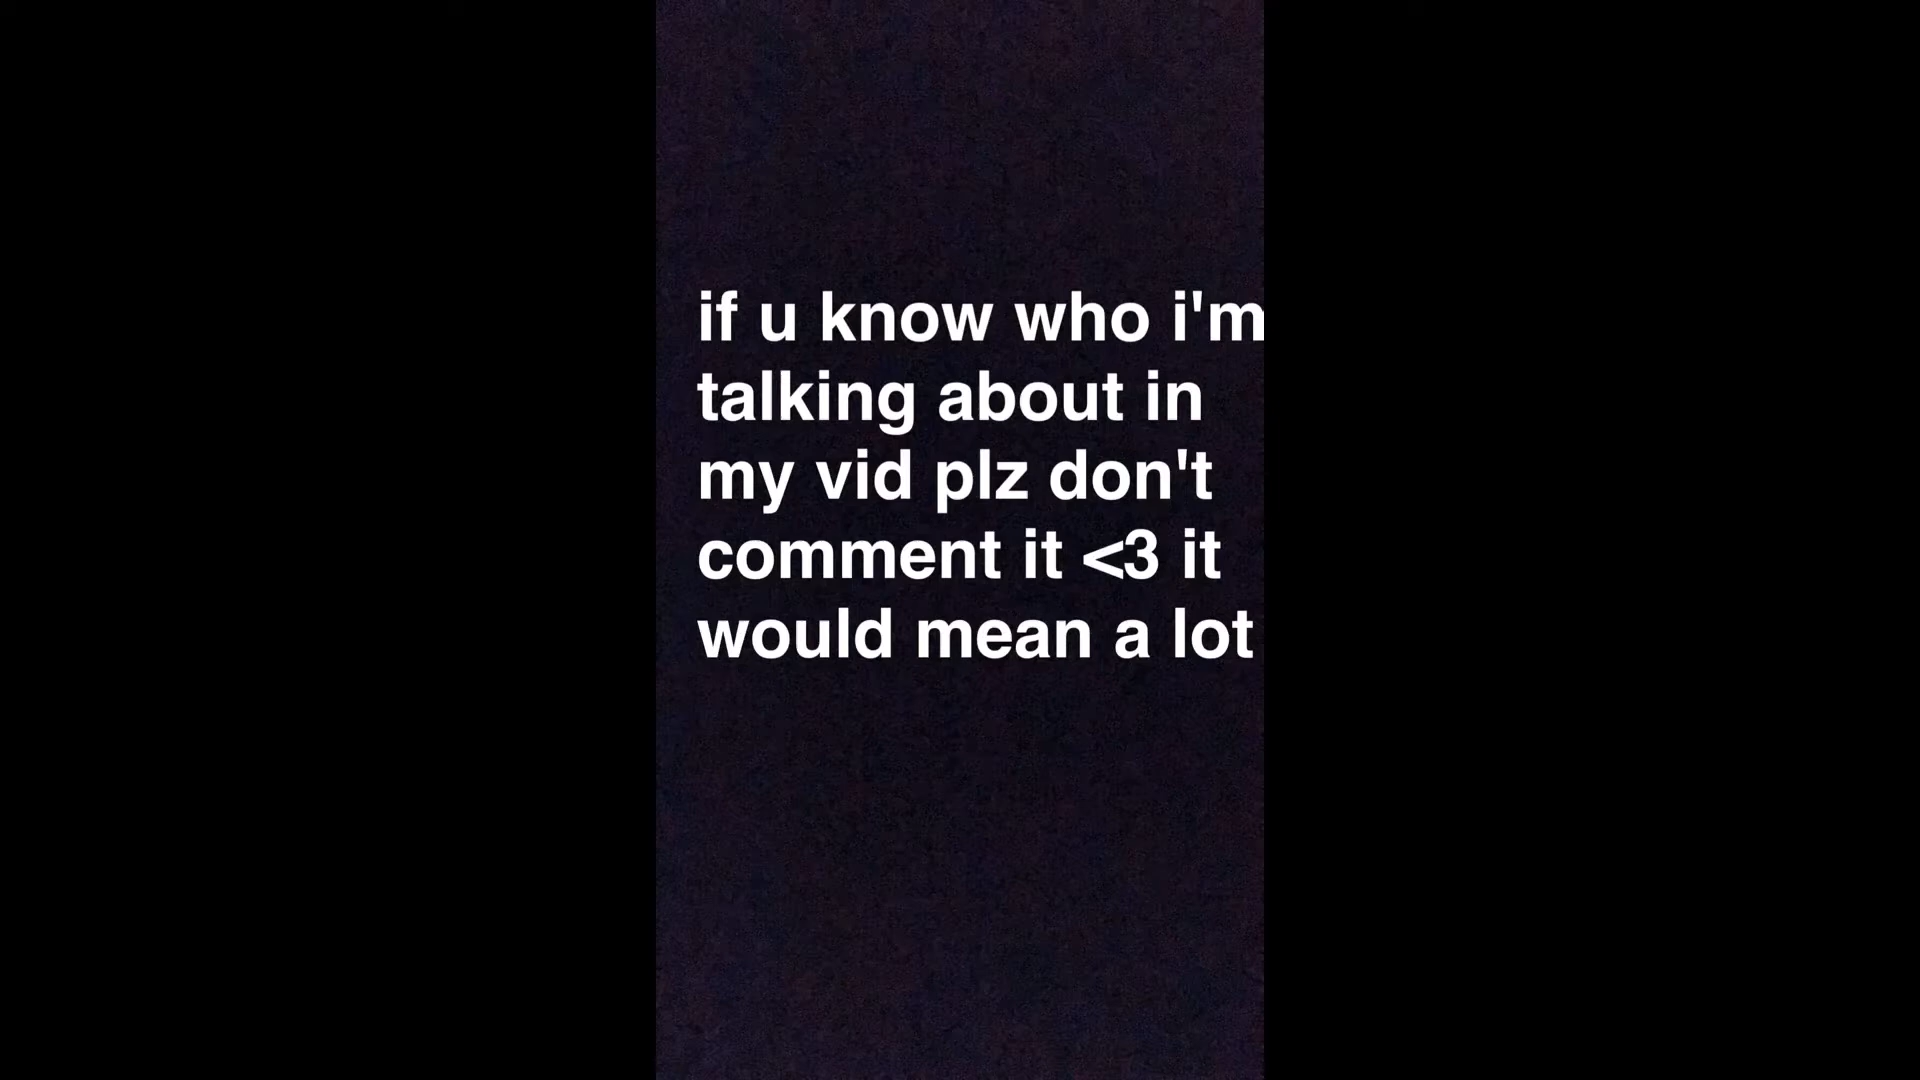 if u know who i'm
talking about in
my vid plz don't
comment it <3 it
would mean a lot